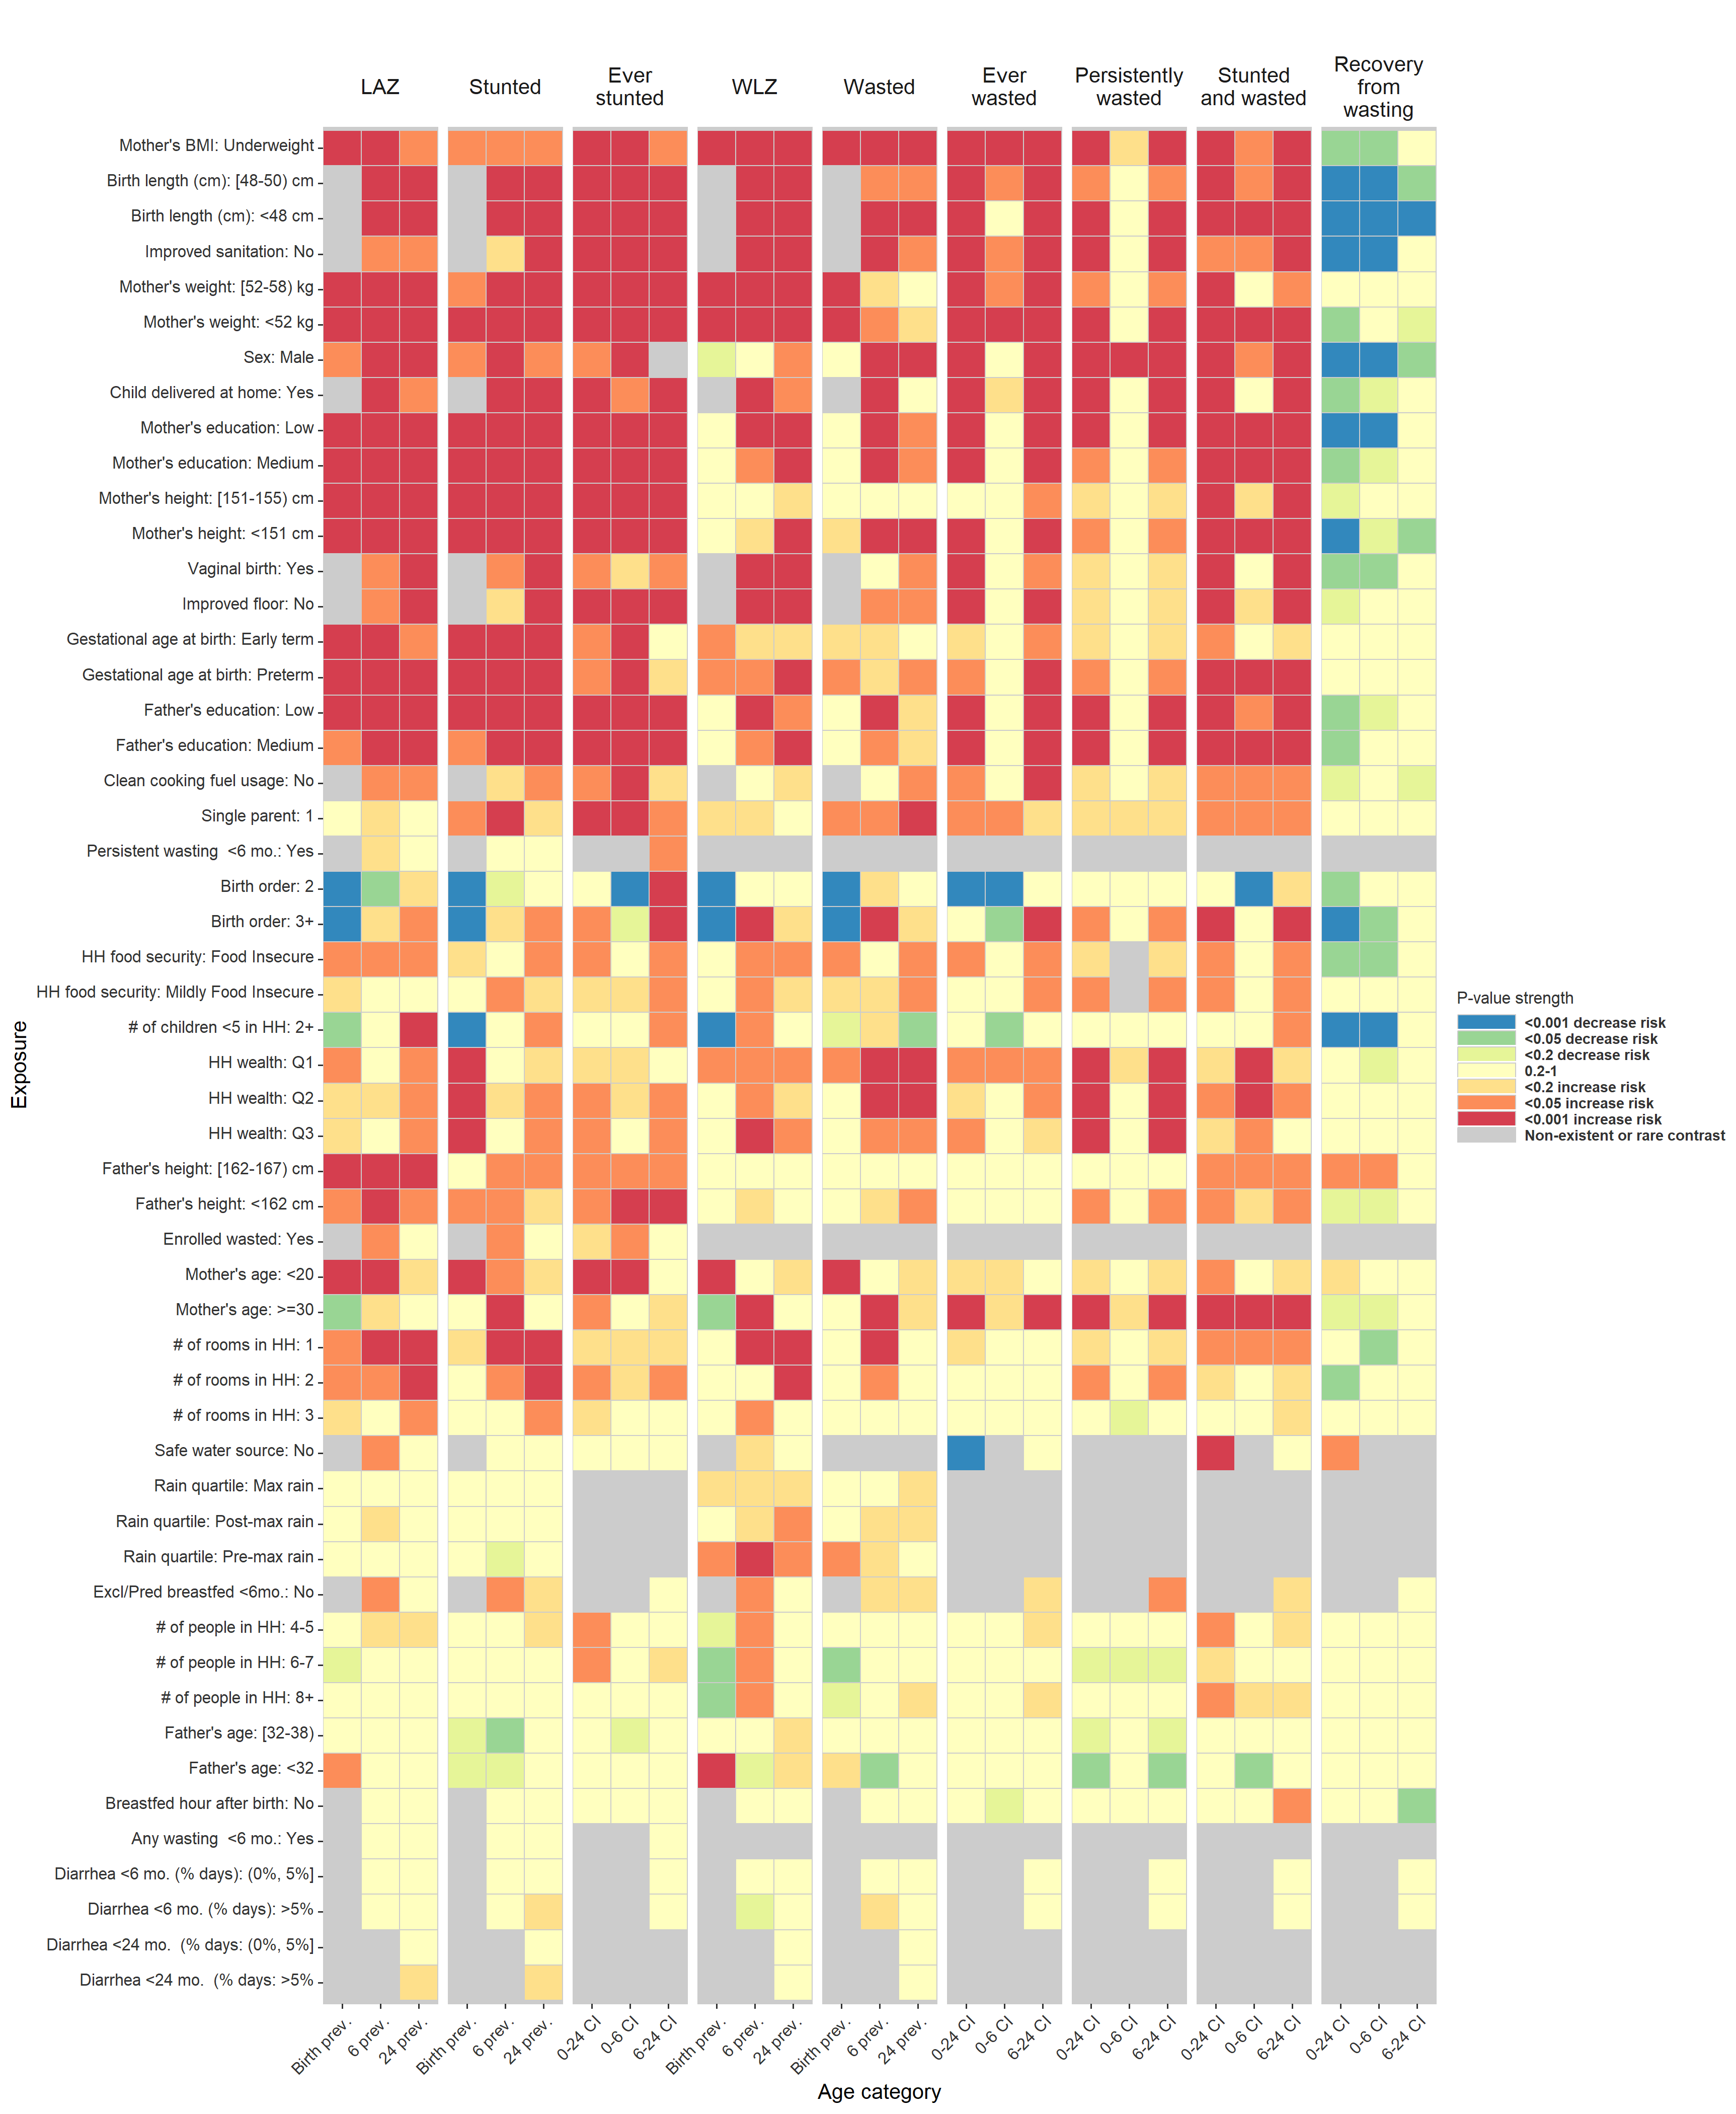 LAZ
Stunted
Ever
stunted
WLZ
Wasted
Ever
wasted
Persistently
wasted
Stunted
and wasted
Recovery
from
wasting
Exposure
Mother's BMI: Underweight
Birth length (cm): [48-50) cm
Birth length (cm): <48 cm
Improved sanitation: No
Mother's weight: [52-58) kg
Mother's weight: <52 kg
Sex: Male
Child delivered at home: Yes
Mother's education: Low
Mother's education: Medium
Mother's height: [151-155) cm
Mother's height: <151 cm
Vaginal birth: Yes
Improved floor: No
Gestational age at birth: Early term
Gestational age at birth: Preterm
Father's education: Low
Father's education: Medium
Clean cooking fuel usage: No
Single parent: 1
Persistent wasting  <6 mo.: Yes
Birth order: 2
Birth order: 3+
HH food security: Food Insecure
HH food security: Mildly Food Insecure
# of children <5 in HH: 2+
HH wealth: Q1
HH wealth: Q2
HH wealth: Q3
Father's height: [162-167) cm
Father's height: <162 cm
Enrolled wasted: Yes
Mother's age: <20
Mother's age: >=30
# of rooms in HH: 1
# of rooms in HH: 2
# of rooms in HH: 3
Safe water source: No
Rain quartile: Max rain
Rain quartile: Post-max rain
Rain quartile: Pre-max rain
Excl/Pred breastfed <6mo.: No
# of people in HH: 4-5
# of people in HH: 6-7
# of people in HH: 8+
Father's age: [32-38)
Father's age: <32
Breastfed hour after birth: No
Any wasting  <6 mo.: Yes
Diarrhea <6 mo. (% days): (0%, 5%]
Diarrhea <6 mo. (% days): >5%
Diarrhea <24 mo.  (% days: (0%, 5%]
Diarrhea <24 mo.  (% days: >5%
P-value strength
<0.001 decrease risk
<0.05 decrease risk
<0.2 decrease risk
0.2-1
<0.2 increase risk
<0.05 increase risk
<0.001 increase risk
Non-existent or rare contrast
Birth prev.
6 prev.
24 prev.
Birth prev.
6 prev.
24 prev.
0-24 CI
0-6 CI
6-24 CI
Birth prev.
6 prev.
24 prev.
Birth prev.
6 prev.
24 prev.
0-24 CI
0-6 CI
6-24 CI
0-24 CI
0-6 CI
6-24 CI
0-24 CI
0-6 CI
6-24 CI
0-24 CI
0-6 CI
6-24 CI
Age category